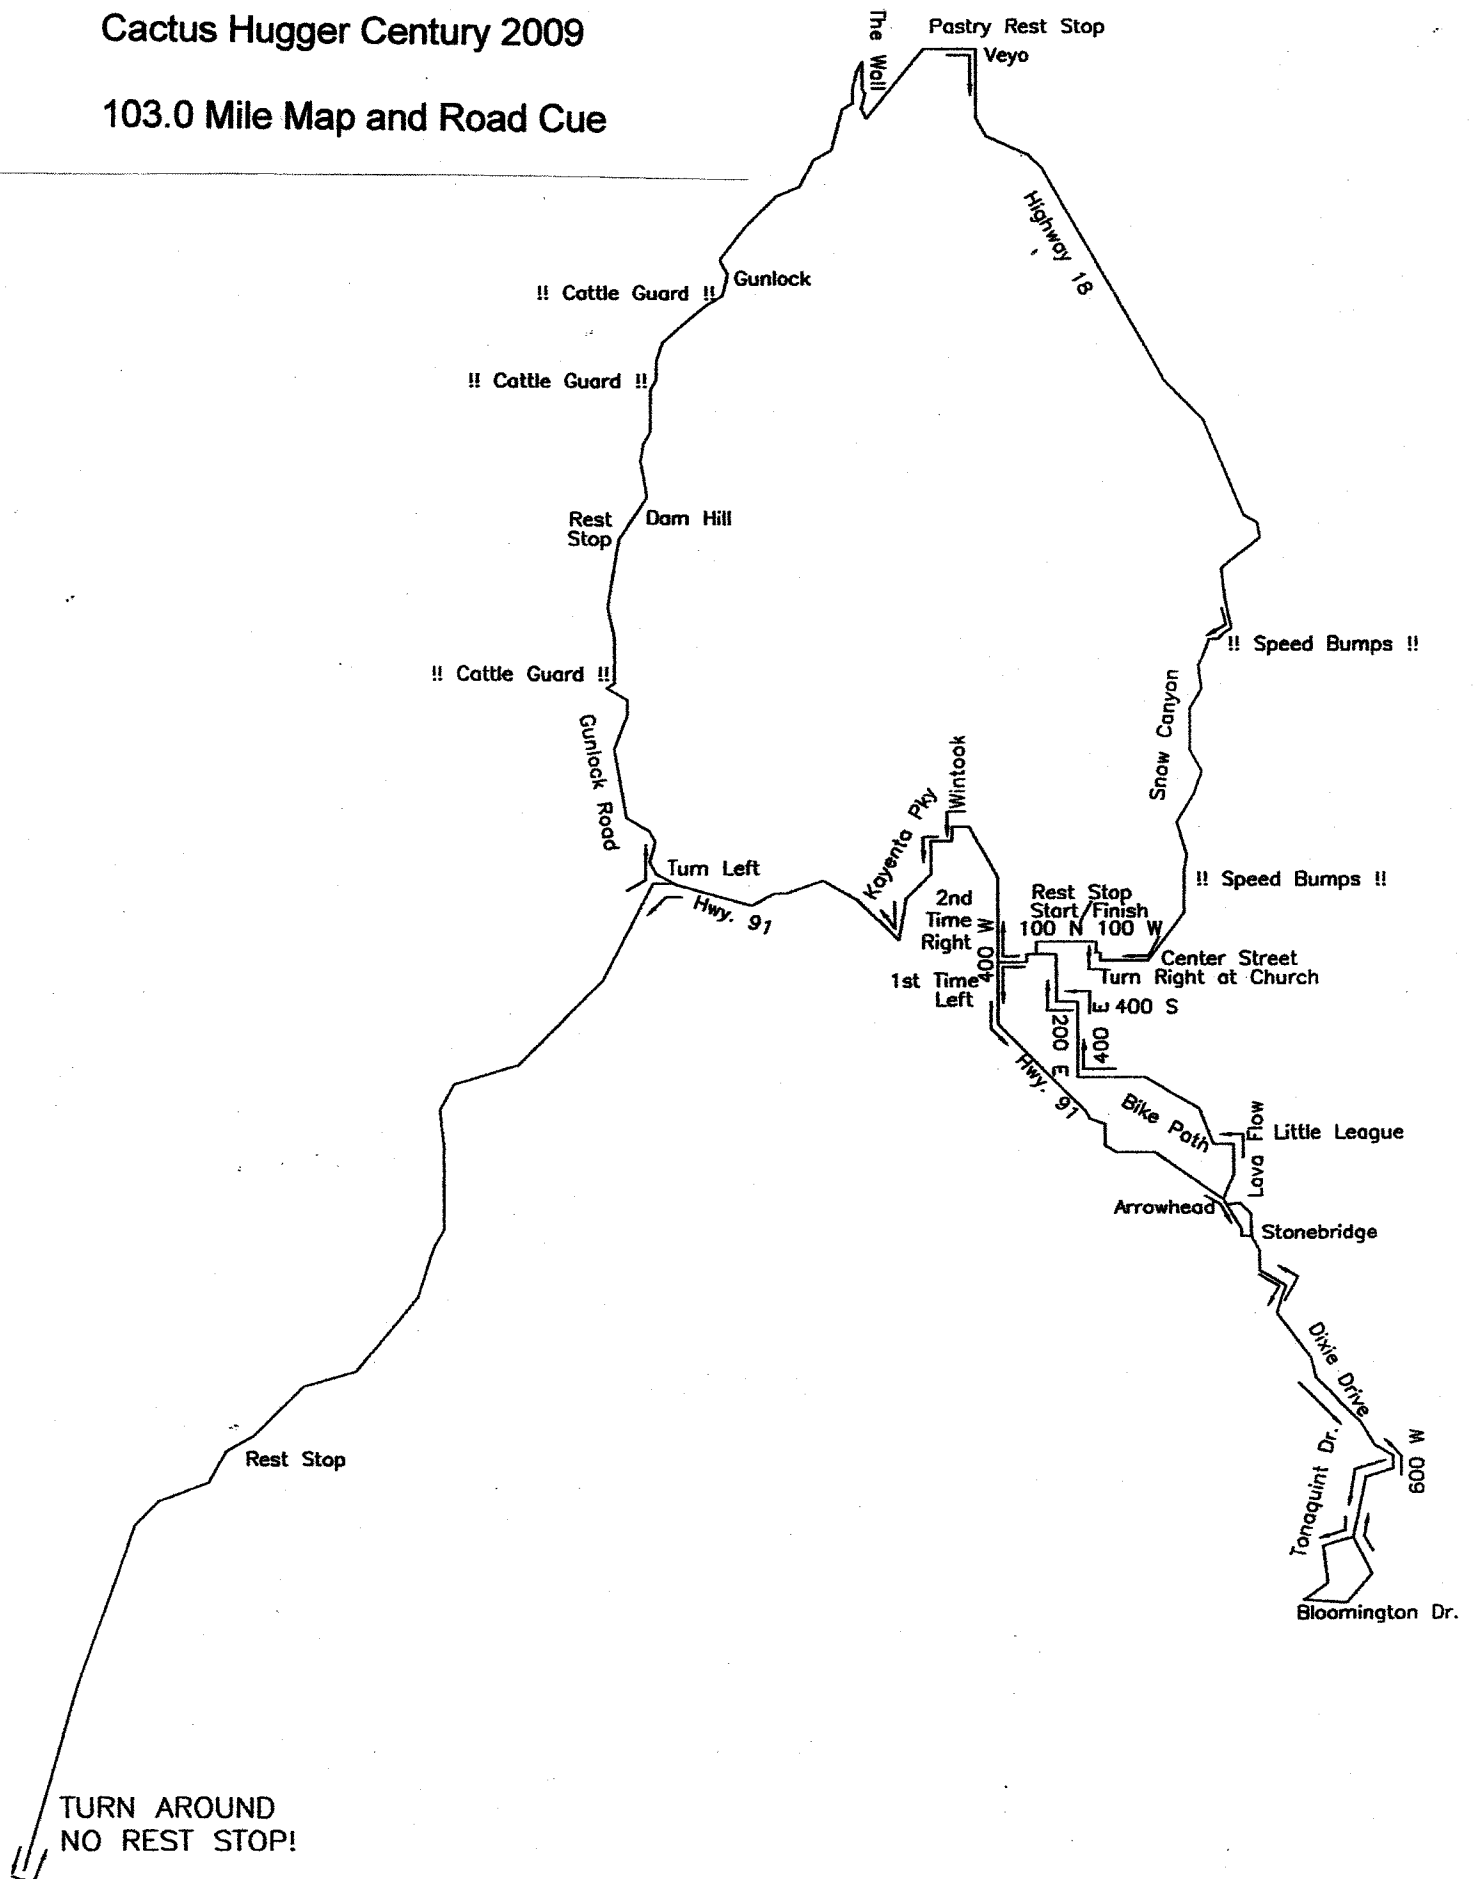 Cactus Hugger Century 2009
103.0 Mile Map and Road Cue
The Wall
Pastry Rest Stop
Veyo
Highway 18
Gunlock
!! Cattle Guard !!
!! Cattle Guard !!
Rest
Stop
Dam Hill
!! Cattle Guard !!
!! Speed Bumps !!
Snow Canyon
Gunlock Road
Wintook
Kayenta Pky
Turn Left
Hwy. 91
!! Speed Bumps !!
2nd
Time
Right
400 W
1st Time
Left
Rest Stop
Start/Finish
100 N 100 W
Center Street
Turn Right at Church
400 S
400 E
200 E
Hwy. 91
Bike Path
Lava Flow
Little League
Arrowhead
Stonebridge
Dixie Drive
Tonaquint Dr.
600 W
Bloomington Dr.
Rest Stop
TURN AROUND
NO REST STOP!